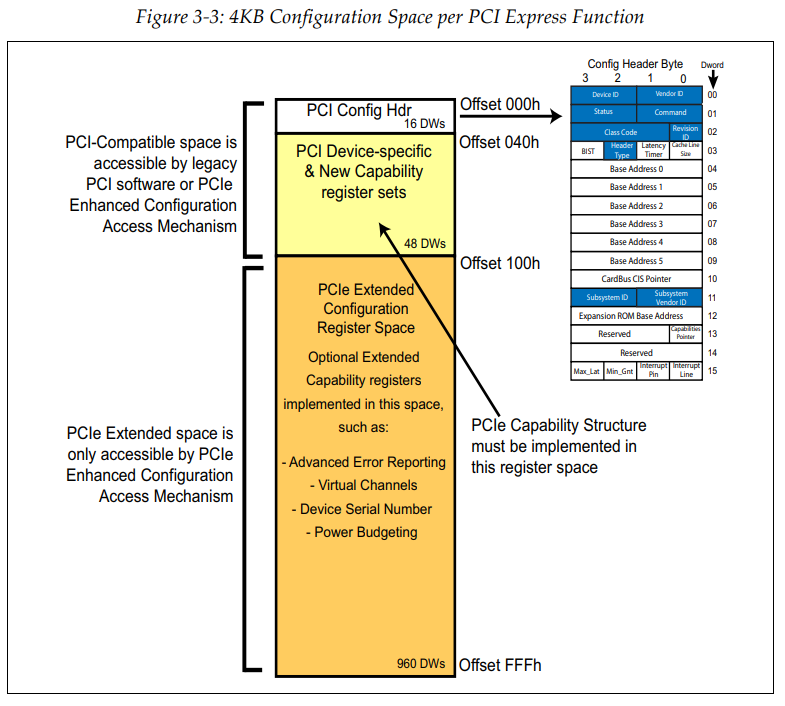 Figure 3-3: 4KB Configuration Space per PCI Express Function
PCI-Compatible space is
accessible by legacy
PCI software or PCIe
Enhanced Configuration
Access Mechanism
PCIe Extended space is
only accessible by PCIe
Enhanced Configuration
Access Mechanism
PCI Config Hdr
16 DWs
PCI Device-specific
& New Capability
register sets
48 DWs
PCIe Extended
Configuration
Register Space
Optional Extended
Capability registers
implemented in this space,
such as:
- Advanced Error Reporting
- Virtual Channels
- Device Serial Number
- Power Budgeting
960 DWs
Offset 000h
Offset 040h
Offset 100h
Offset FFFh
PCIe Capability Structure
must be implemented in
this register space
Config Header Byte
Dword
3 2 1 0
Device ID Vendor ID 00
Status Command 01
Class Code Revision ID 02
BIST Header Type Latency Timer Cache Line Size 03
Base Address 0 04
Base Address 1 05
Base Address 2 06
Base Address 3 07
Base Address 4 08
Base Address 5 09
CardBus CIS Pointer 10
Subsystem ID Subsystem Vendor ID 11
Expansion ROM Base Address 12
Reserved Capabilities Pointer 13
Reserved 14
Max_Lat Min_Gnt Interrupt Pin Interrupt Line 15